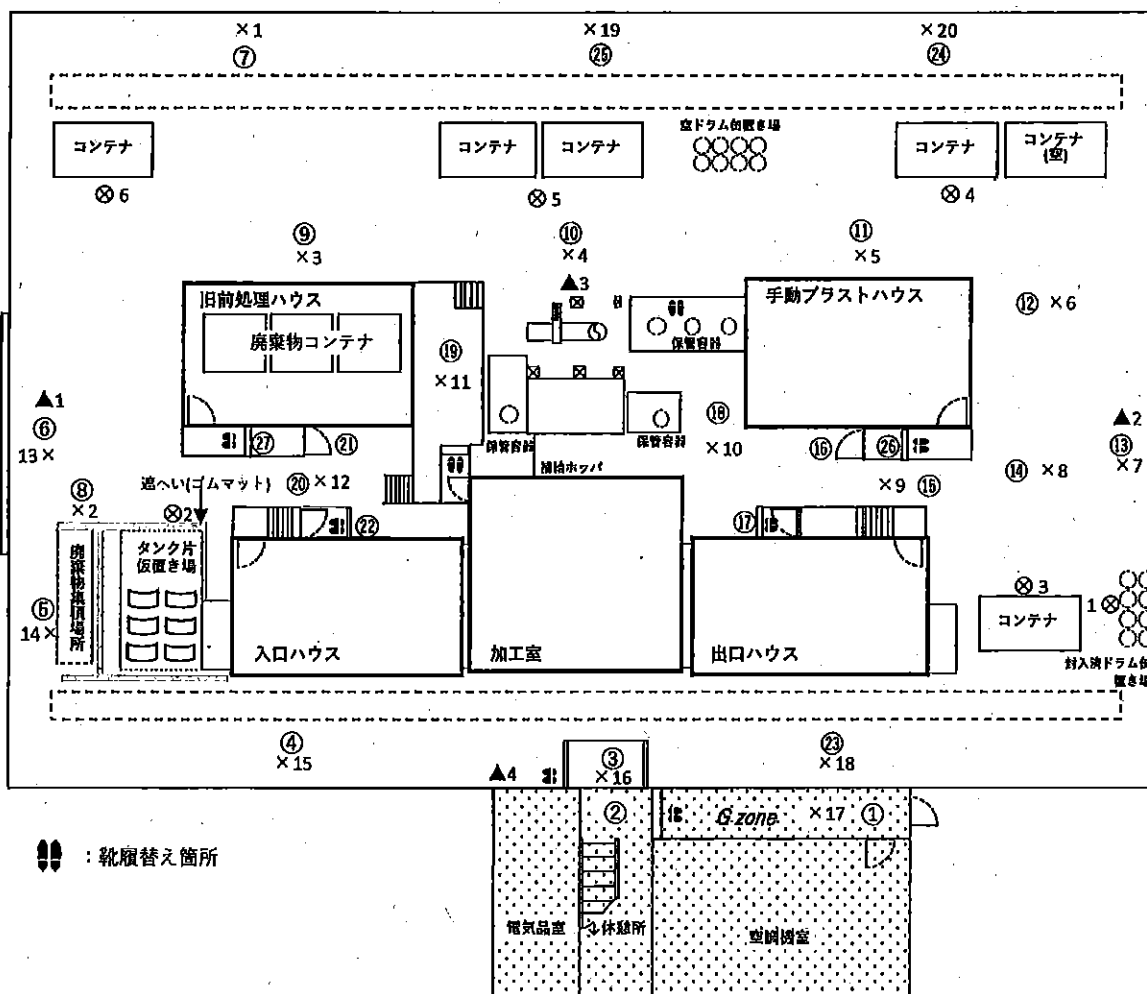 ×1
×19
×20
⑦
㉕
㉔
空ドラム缶置き場
コンテナ
コンテナ
コンテナ
コンテナ
コンテナ
(空)
⊗6
⊗5
⊗4
⑨
×3
⑩
×4
⑪
×5
▲3
旧前処理ハウス
廃棄物コンテナ
手動ブラストハウス
⑫ ×6
保管容器
⑲
×11
▲1
⑥
13×
▲2
⑬
×7
⑱
×10
保管容器
保管容器
㉗
㉑
⑯
㉖
補給ホッパ
遮へい(ゴムマット)
⑳ ×12
⑭ ×8
×9 ⑮
⑧
×2
⊗2
㉒
⑰
廃棄物集積場所
タンク片
仮置き場
⊗3
1⊗
コンテナ
⑤
14×
入口ハウス
加工室
出口ハウス
封入済ドラム缶
置き場
④
×15
③
×16
㉓
×18
▲4
②
G zone
×17 ①
:靴履替え箇所
電気品室
休憩所
空調機室